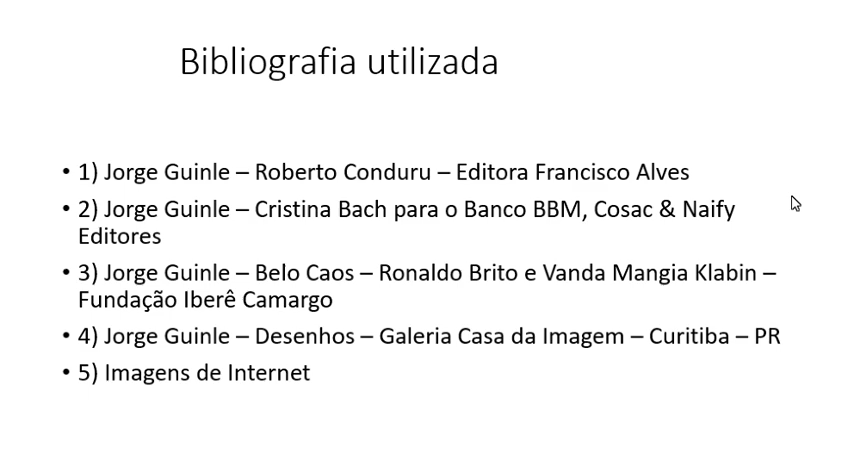 Bibliografia utilizada
• 1) Jorge Guinle – Roberto Conduru – Editora Francisco Alves
• 2) Jorge Guinle – Cristina Bach para o Banco BBM, Cosac & Naify
Editores
• 3) Jorge Guinle – Belo Caos – Ronaldo Brito e Vanda Mangia Klabin –
Fundação Iberê Camargo
• 4) Jorge Guinle – Desenhos – Galeria Casa da Imagem – Curitiba – PR
• 5) Imagens de Internet